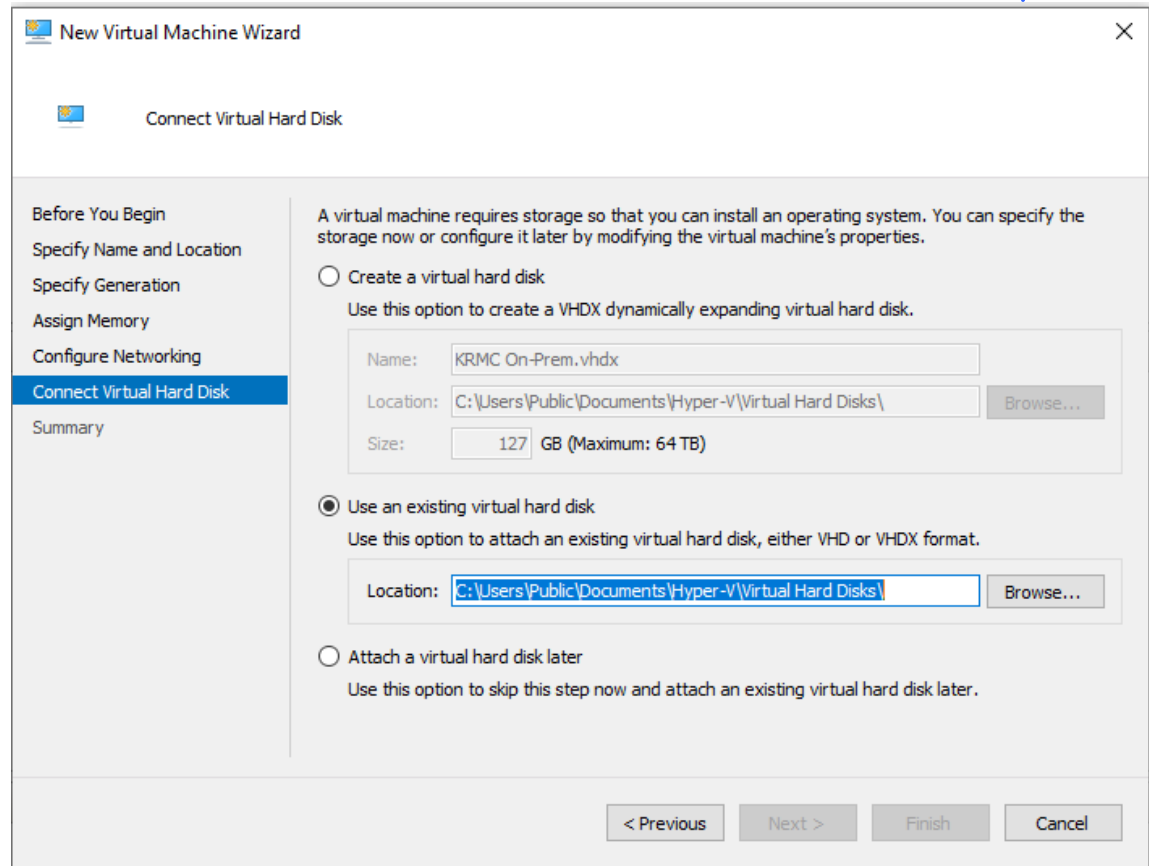 New Virtual Machine Wizard
Connect Virtual Hard Disk
Before You Begin
Specify Name and Location
Specify Generation
Assign Memory
Configure Networking
Connect Virtual Hard Disk
Summary
A virtual machine requires storage so that you can install an operating system. You can specify the
storage now or configure it later by modifying the virtual machine's properties.
Create a virtual hard disk
Use this option to create a VHDX dynamically expanding virtual hard disk.
Name: KRMC On-Prem.vhdx
Location: C:\Users\Public\Documents\Hyper-V\Virtual Hard Disks\ Browse...
Size: 127 GB (Maximum: 64 TB)
Use an existing virtual hard disk
Use this option to attach an existing virtual hard disk, either VHD or VHDX format.
Location: C:\Users\Public\Documents\Hyper-V\Virtual Hard Disks\ Browse...
Attach a virtual hard disk later
Use this option to skip this step now and attach an existing virtual hard disk later.
< Previous Next > Finish Cancel